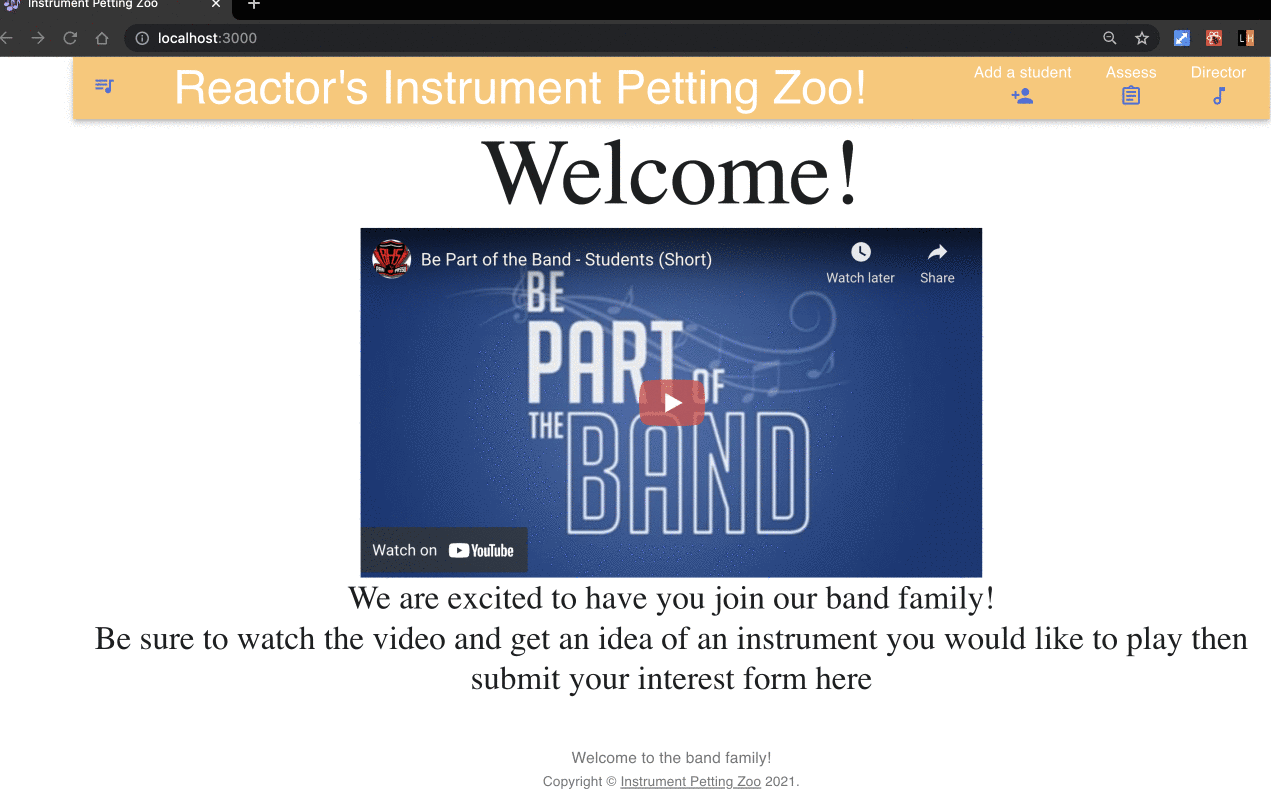 Instrument Petting Zoo
localhost:3000
Reactor's Instrument Petting Zoo!
Add a student
Assess
Director
Welcome!
Be Part of the Band - Students (Short)
Watch later
Share
BE
PART OF
THE BAND
Watch on YouTube
We are excited to have you join our band family!
Be sure to watch the video and get an idea of an instrument you would like to play then
submit your interest form here
Welcome to the band family!
Copyright © Instrument Petting Zoo 2021.